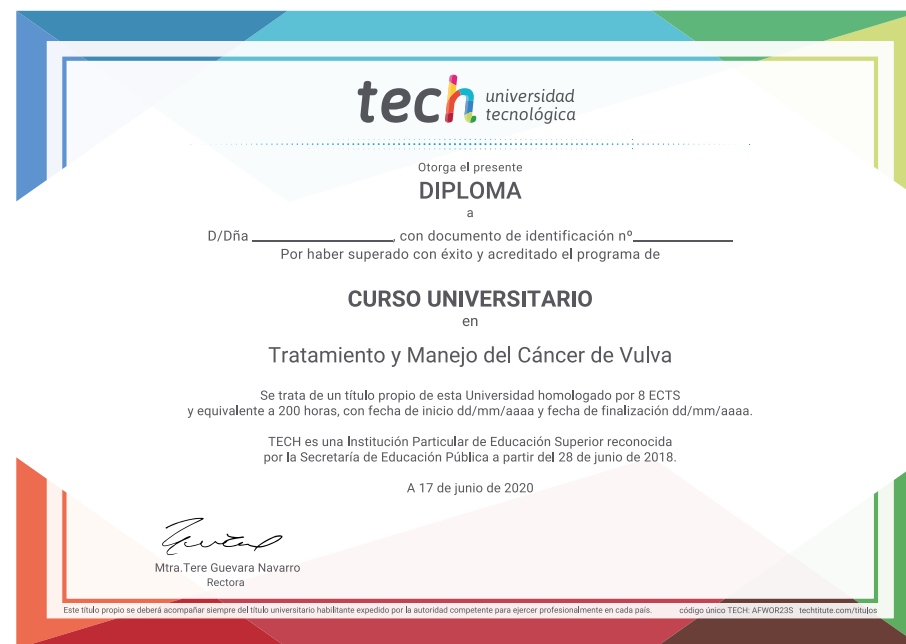 tech universidad
tecnológica
Otorga el presente
DIPLOMA
a
D/Dña ____________, con documento de identificación nº____________
Por haber superado con éxito y acreditado el programa de
CURSO UNIVERSITARIO
en
Tratamiento y Manejo del Cáncer de Vulva
Se trata de un título propio de esta Universidad homologado por 8 ECTS
y equivalente a 200 horas, con fecha de inicio dd/mm/aaaa y fecha de finalización dd/mm/aaaa.
TECH es una Institución Particular de Educación Superior reconocida
por la Secretaría de Educación Pública a partir del 28 de junio de 2018.
A 17 de junio de 2020
Mtra.Tere Guevara Navarro
Rectora
Este título propio se deberá acompañar siempre del título universitario habilitante expedido por la autoridad competente para ejercer profesionalmente en cada país. código único TECH: AFWOR23S techtitute.com/titulos